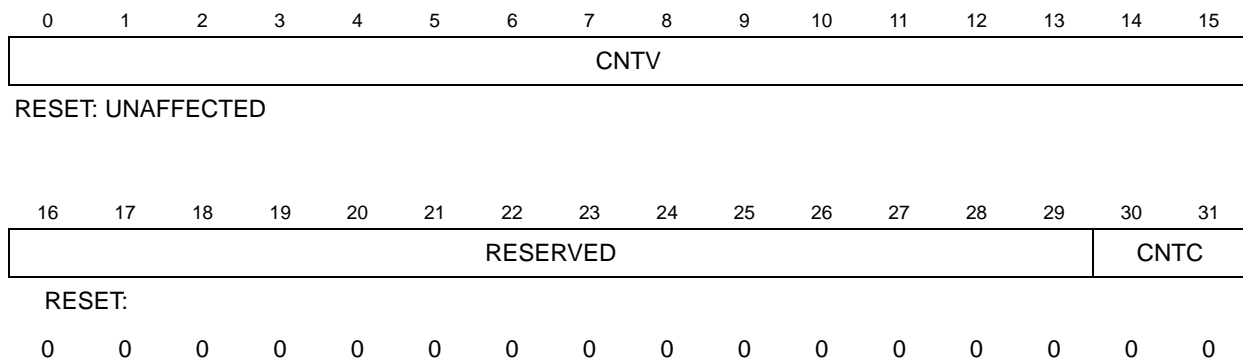 0 1 2 3 4 5 6 7 8 9 10 11 12 13 14 15
CNTV
RESET: UNAFFECTED
16 17 18 19 20 21 22 23 24 25 26 27 28 29 30 31
RESERVED CNTC
RESET:
0 0 0 0 0 0 0 0 0 0 0 0 0 0 0 0